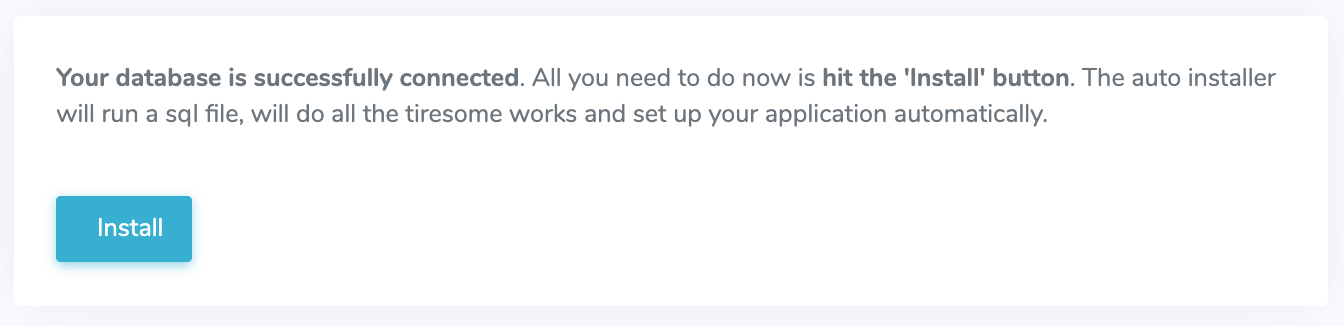 Your database is successfully connected. All you need to do now is hit the 'Install' button. The auto installer
will run a sql file, will do all the tiresome works and set up your application automatically.
Install